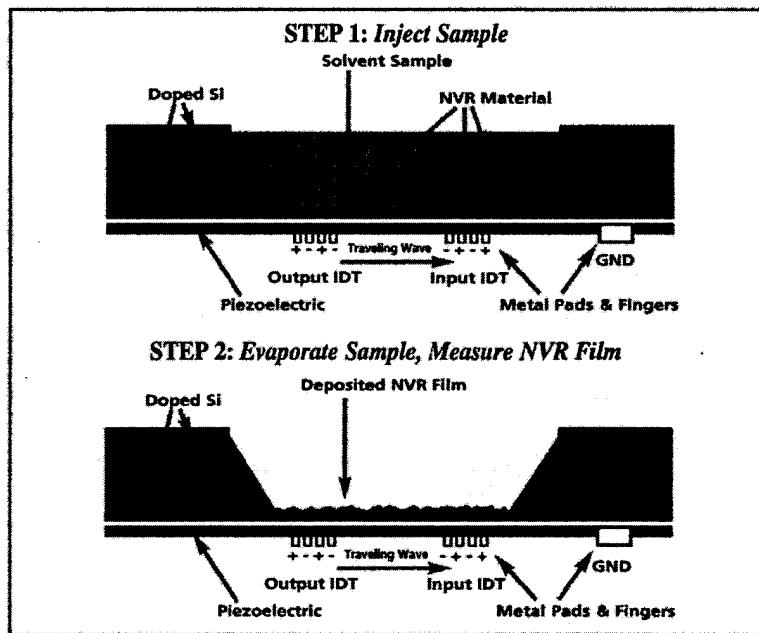 STEP 1: Inject Sample
Solvent Sample
Doped Si
NVR Material
+ - + -
Traveling Wave
- + - +
GND
Output IDT
Input IDT
Piezoelectric
Metal Pads & Fingers
STEP 2: Evaporate Sample, Measure NVR Film
Deposited NVR Film
Doped Si
+ - + -
Traveling Wave
- + - +
GND
Output IDT
Input IDT
Piezoelectric
Metal Pads & Fingers